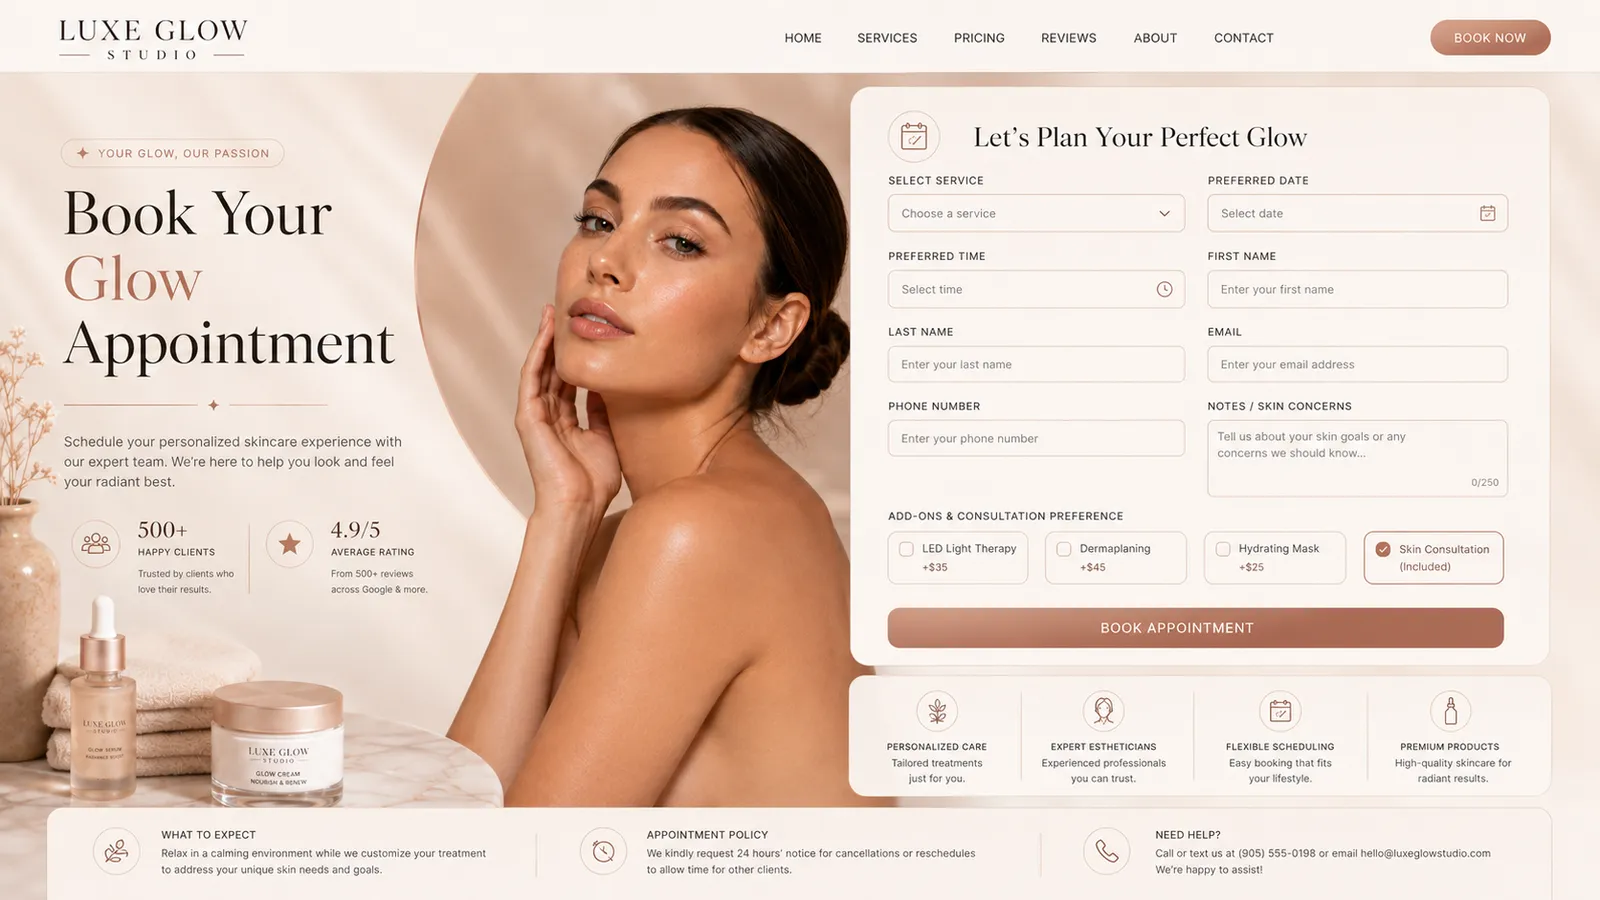 LUXE GLOW
STUDIO
HOME SERVICES PRICING REVIEWS ABOUT CONTACT
BOOK NOW
YOUR GLOW, OUR PASSION
Book Your
Glow
Appointment
Schedule your personalized skincare experience with
our expert team. We’re here to help you look and feel
your radiant best.
500+
HAPPY CLIENTS
Trusted by clients who
love their results.
4.9/5
AVERAGE RATING
From 500+ reviews
across Google & more.
LUXE GLOW
STUDIO
GLOW SERUM
RADIANCE BOOST
LUXE GLOW
STUDIO
GLOW CREAM
NOURISH & RENEW
Let’s Plan Your Perfect Glow
SELECT SERVICE
Choose a service
PREFERRED DATE
Select date
PREFERRED TIME
Select time
FIRST NAME
Enter your first name
LAST NAME
Enter your last name
EMAIL
Enter your email address
PHONE NUMBER
Enter your phone number
NOTES / SKIN CONCERNS
Tell us about your skin goals or any
concerns we should know...
0/250
ADD-ONS & CONSULTATION PREFERENCE
LED Light Therapy
+$35
Dermaplaning
+$45
Hydrating Mask
+$25
Skin Consultation
(Included)
BOOK APPOINTMENT
PERSONALIZED CARE
Tailored treatments
just for you.
EXPERT ESTHETICIANS
Experienced professionals
you can trust.
FLEXIBLE SCHEDULING
Easy booking that fits
your lifestyle.
PREMIUM PRODUCTS
High-quality skincare for
radiant results.
WHAT TO EXPECT
Relax in a calming environment while we customize your treatment
to address your unique skin needs and goals.
APPOINTMENT POLICY
We kindly request 24 hours’ notice for cancellations or reschedules
to allow time for other clients.
NEED HELP?
Call or text us at (905) 555-0198 or email hello@luxeglowstudio.com
We’re happy to assist!